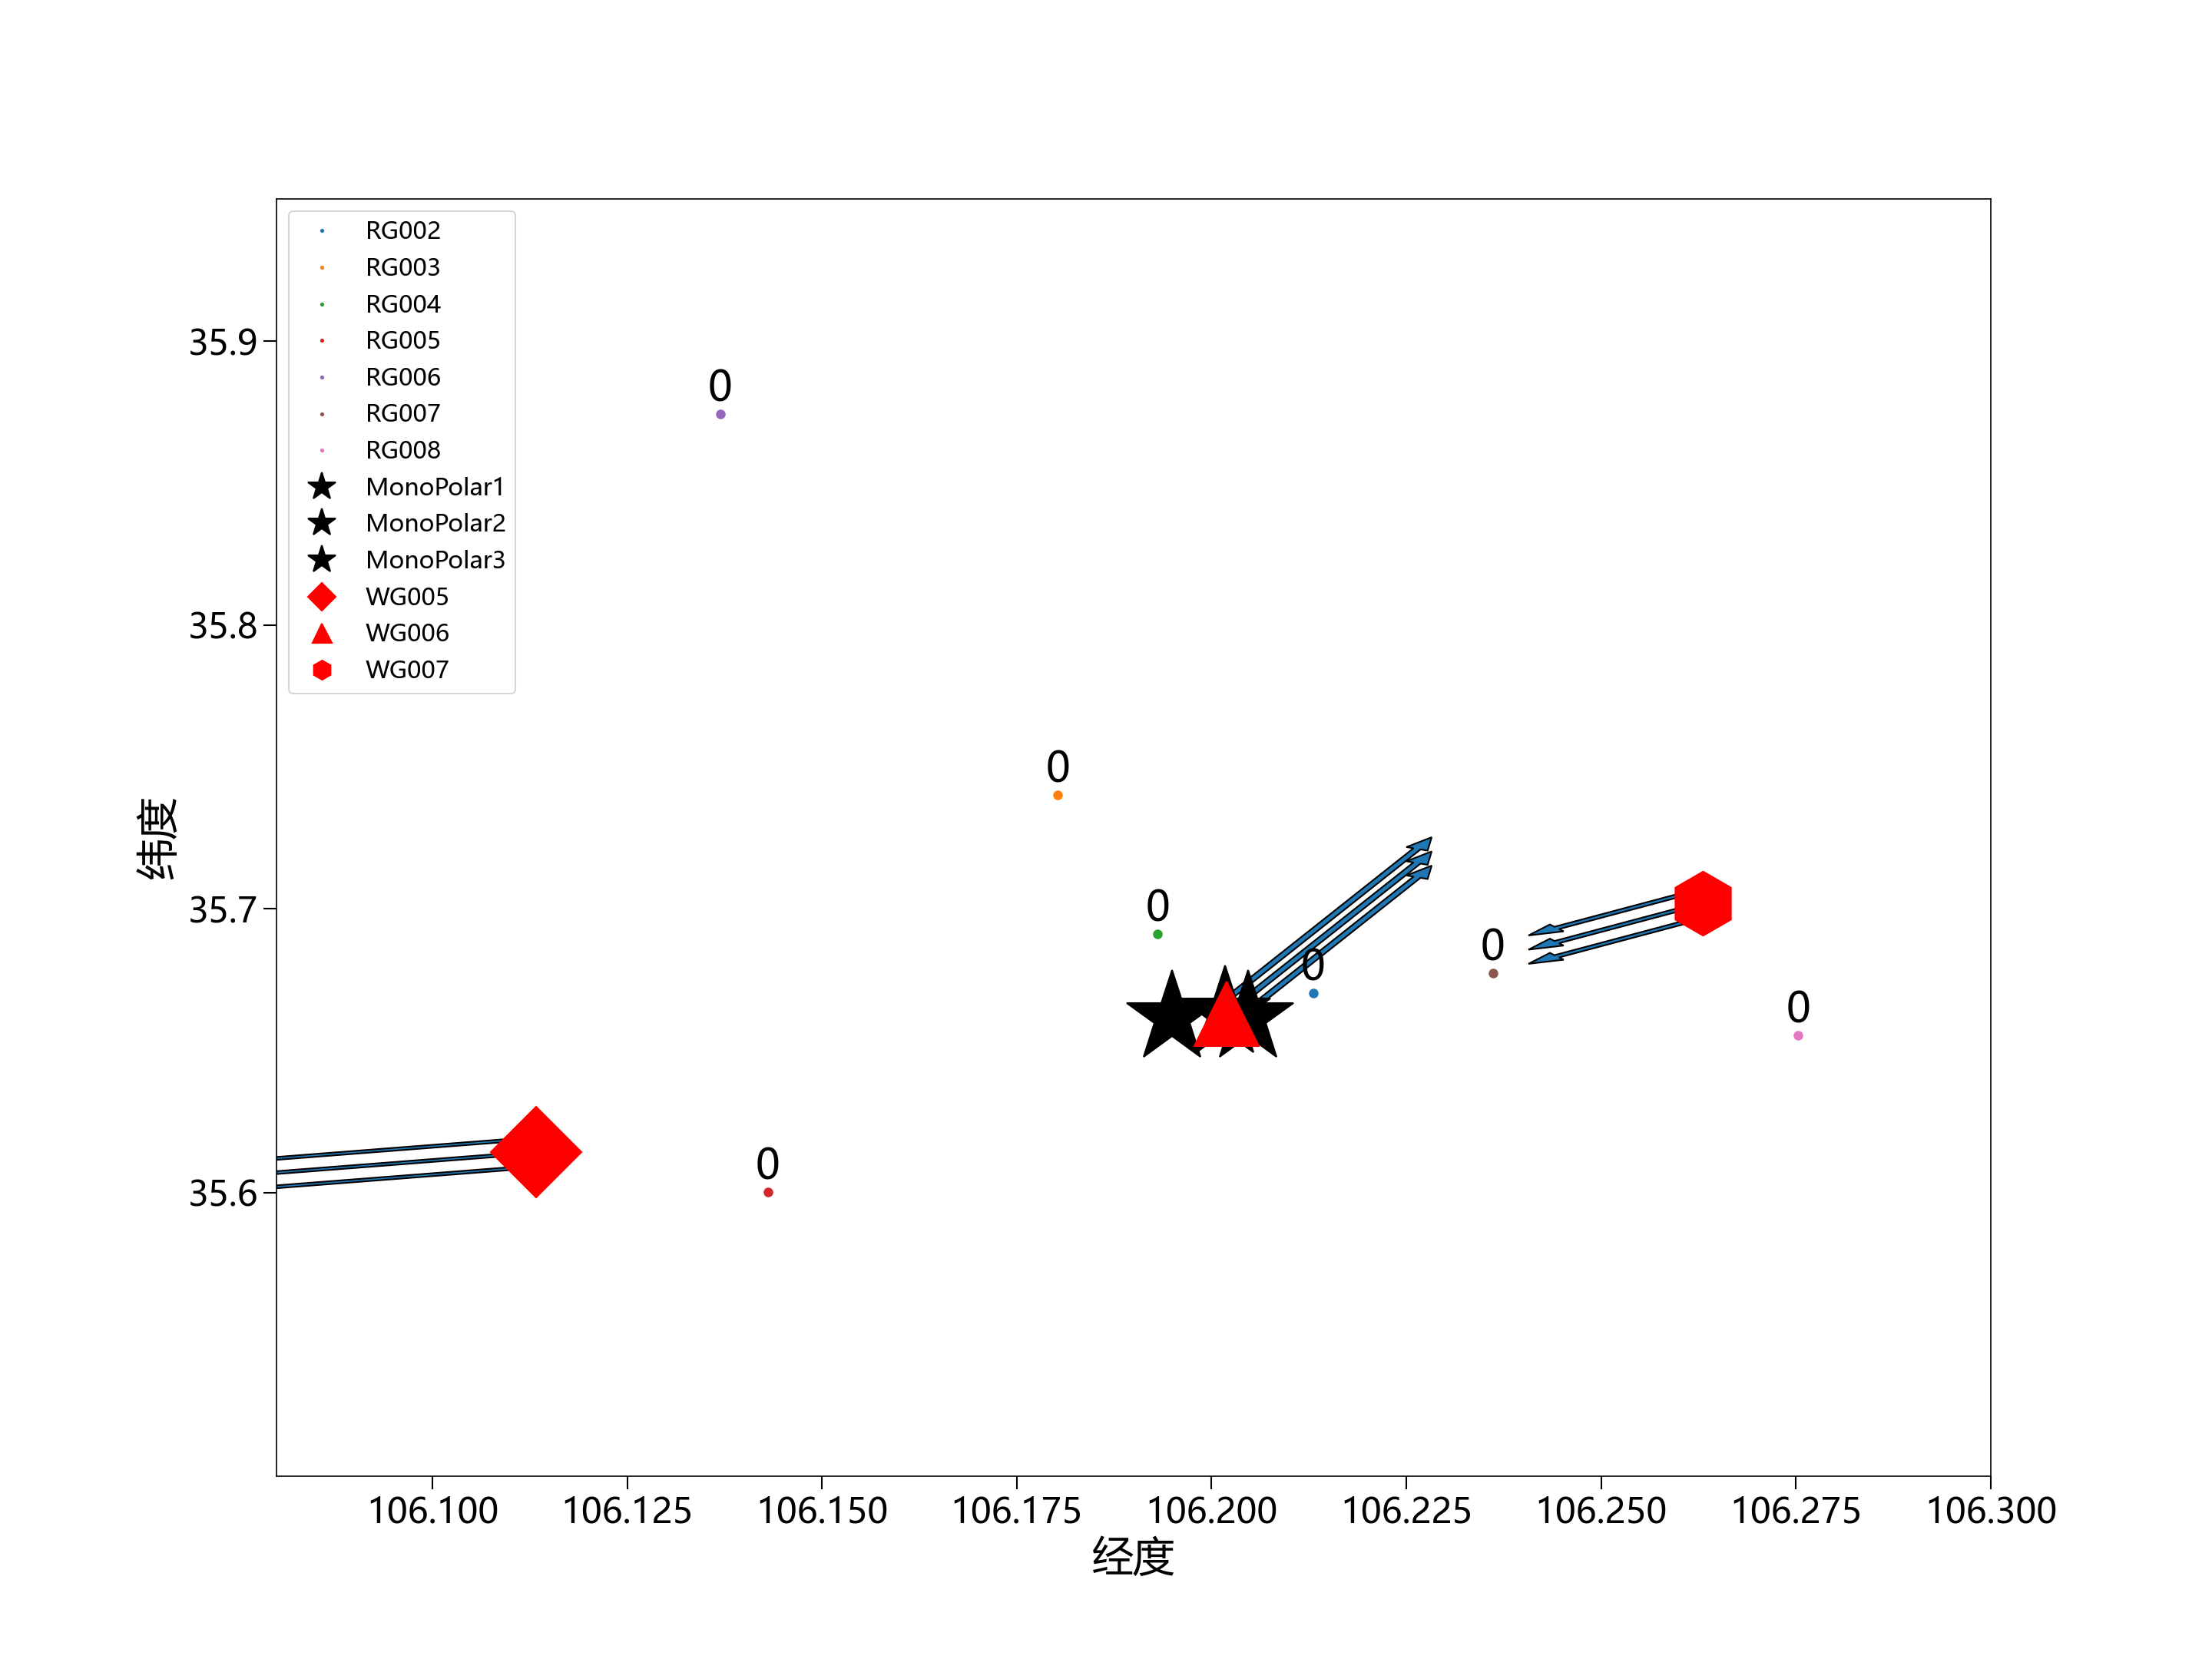 RG002
RG003
RG004
RG005
RG006
RG007
RG008
MonoPolar1
MonoPolar2
MonoPolar3
WG005
WG006
WG007
35.9
35.8
35.7
35.6
纬度
0
0
0
0
0
0
0
106.100
106.125
106.150
106.175
106.200
106.225
106.250
106.275
106.300
经度